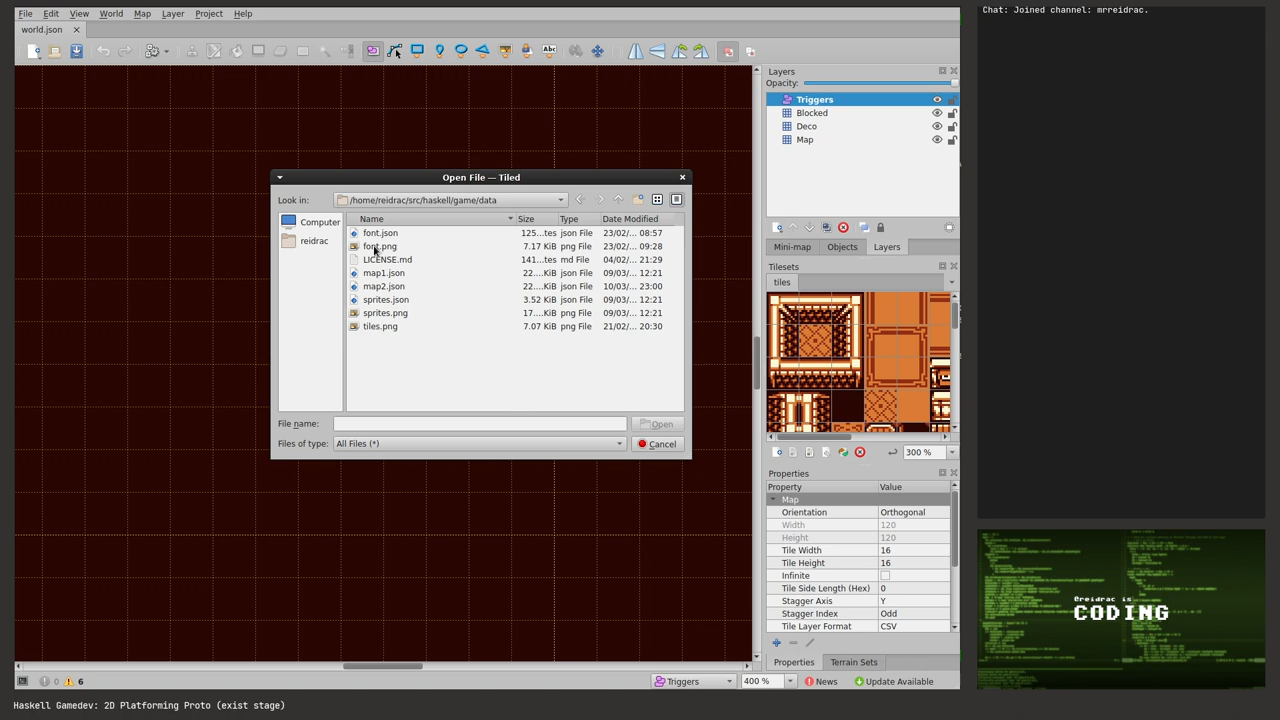 File Edit View World Map Layer Project Help
world.json
Abc
Open File — Tiled
Look in: /home/reidrac/src/haskell/game/data
Computer
reidrac
Name Size Type Date Modified
font.json 125...tes json File 23/02/... 08:57
font.png 7.17 KiB png File 23/02/... 09:28
LICENSE.md 141...tes md File 04/02/... 21:29
map1.json 22....KiB json File 09/03/... 12:21
map2.json 22....KiB json File 10/03/... 23:00
sprites.json 3.52 KiB json File 09/03/... 12:21
sprites.png 17....KiB png File 09/03/... 12:21
tiles.png 7.07 KiB png File 21/02/... 20:30
File name: Open
Files of type: All Files (*) Cancel
Layers
Opacity:
Triggers
Blocked
Deco
Map
Mini-map Objects Layers
Tilesets
tiles
300 %
Properties
Property Value
Map
Orientation Orthogonal
Width 120
Height 120
Tile Width 16
Tile Height 16
Infinite
Tile Side Length (Hex) 0
Stagger Axis Y
Stagger Index Odd
Tile Layer Format CSV
Properties Terrain Sets
0 6 Triggers 400 % News Update Available
Chat: Joined channel: mrreidrac.
@reidrac is
CODING
Haskell Gamedev: 2D Platforming Proto (exist stage)